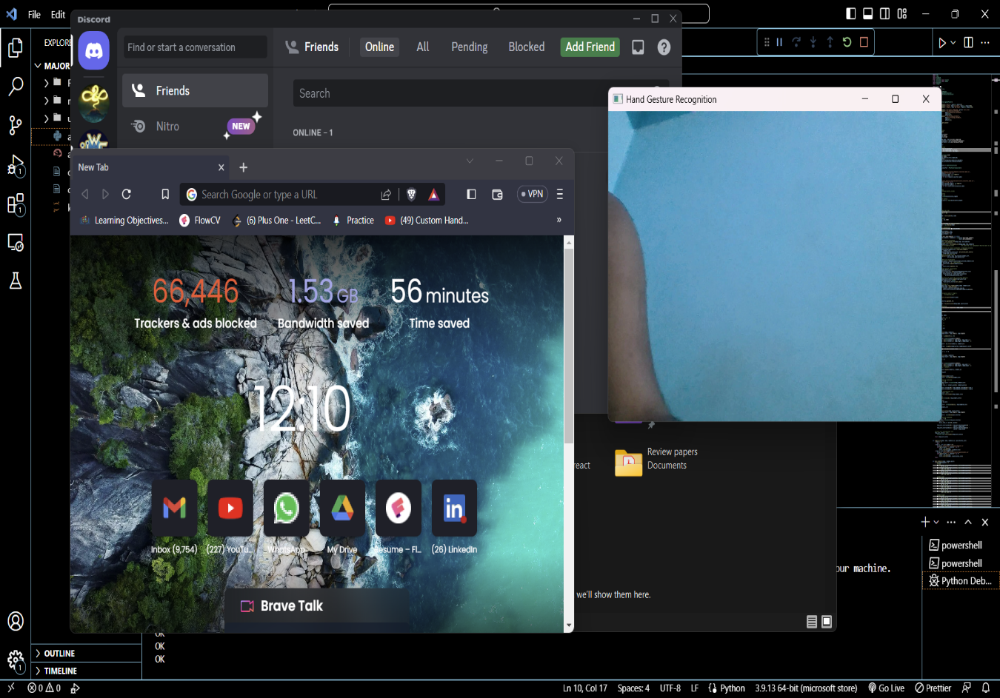 File
Edit
EXPLOR
MAJOR
OUTLINE
TIMELINE
Discord
Find or start a conversation
Friends
Online
All
Pending
Blocked
Add Friend
Friends
Nitro
NEW
Search
ONLINE – 1
New Tab
Search Google or type a URL
VPN
Learning Objectives...
FlowCV
(6) Plus One - LeetC...
Practice
(49) Custom Hand...
»
66,446
1.53 GB
56 minutes
Trackers & ads blocked
Bandwidth saved
Time saved
12:10
Inbox (9,754)
(227) YouTu...
WhatsApp
My Drive
Resume – Fl...
(26) LinkedIn
Brave Talk
Hand Gesture Recognition
Review papers
Documents
react
we'll show them here.
our machine.
powershell
powershell
Python Deb...
OK
OK
OK
0
0
Ln 10, Col 17
Spaces: 4
UTF-8
LF
Python
3.9.13 64-bit (microsoft store)
Go Live
Prettier